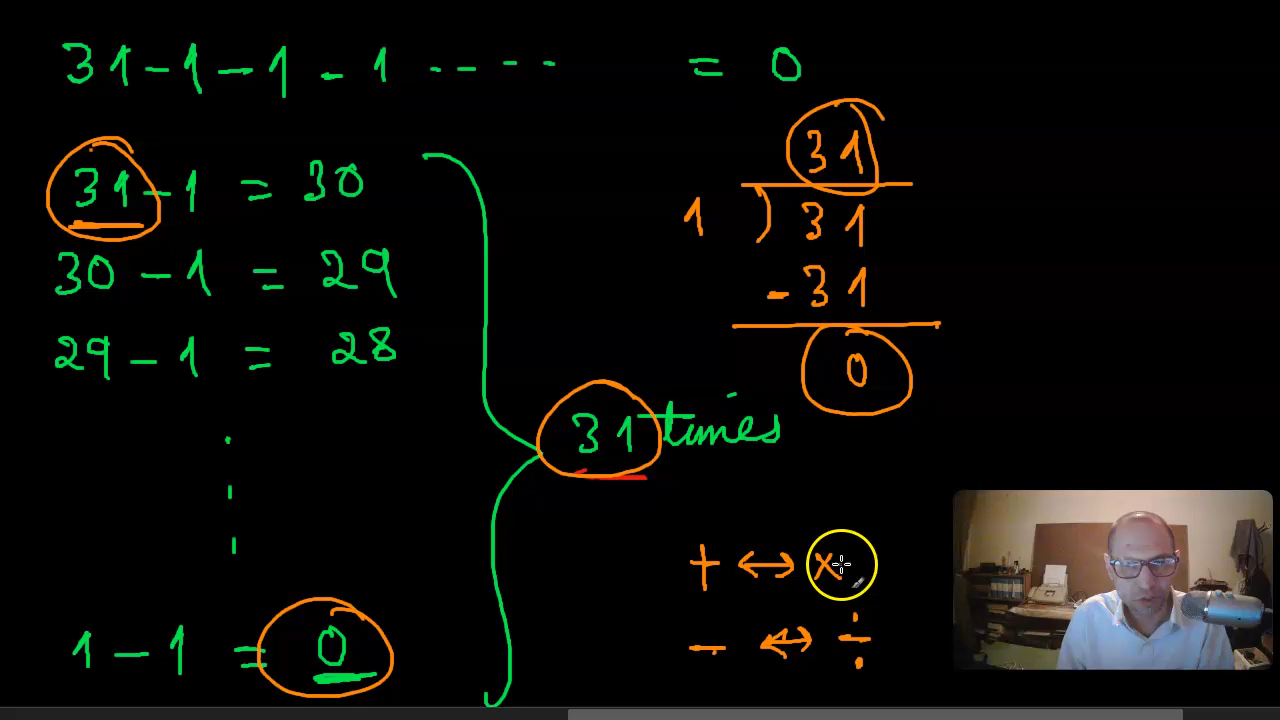 31-1-1-1 ----- = 0
31-1 = 30
30-1 = 29
29-1 = 28
1-1 = 0
31 times
31
1 ) 31
-31
0
+ ↔ ×
- ↔ ÷